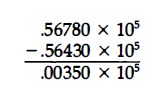 .56780 × 10⁵
− .56430 × 10⁵
.00350 × 10⁵